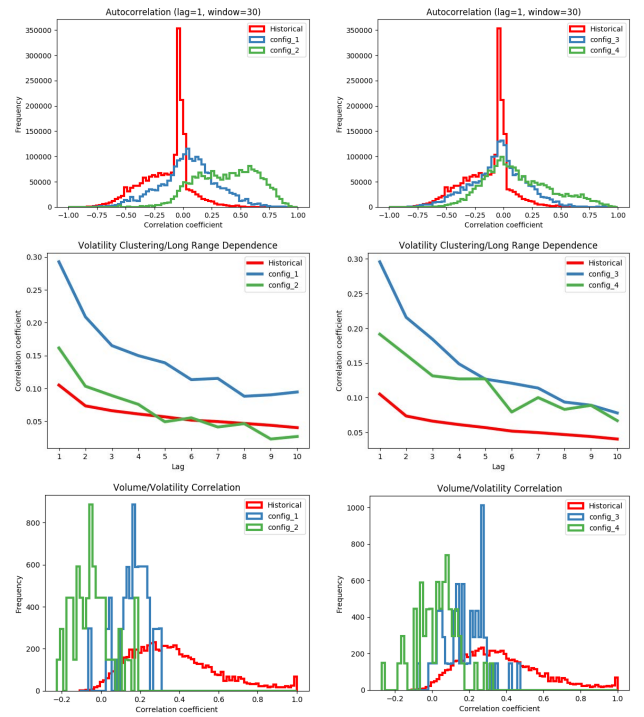 Autocorrelation (lag=1, window=30)
Frequency
350000
300000
250000
200000
150000
100000
50000
0
Historical
config_1
config_2
−1.00 −0.75 −0.50 −0.25 0.00 0.25 0.50 0.75 1.00
Correlation coefficient
Autocorrelation (lag=1, window=30)
Frequency
350000
300000
250000
200000
150000
100000
50000
0
Historical
config_3
config_4
−1.00 −0.75 −0.50 −0.25 0.00 0.25 0.50 0.75 1.00
Correlation coefficient
Volatility Clustering/Long Range Dependence
Correlation coefficient
0.30
0.25
0.20
0.15
0.10
0.05
Historical
config_1
config_2
1 2 3 4 5 6 7 8 9 10
Lag
Volatility Clustering/Long Range Dependence
Correlation coefficient
0.30
0.25
0.20
0.15
0.10
0.05
Historical
config_3
config_4
1 2 3 4 5 6 7 8 9 10
Lag
Volume/Volatility Correlation
Frequency
800
600
400
200
0
Historical
config_1
config_2
−0.2 0.0 0.2 0.4 0.6 0.8 1.0
Correlation coefficient
Volume/Volatility Correlation
Frequency
1000
800
600
400
200
0
Historical
config_3
config_4
−0.2 0.0 0.2 0.4 0.6 0.8 1.0
Correlation coefficient